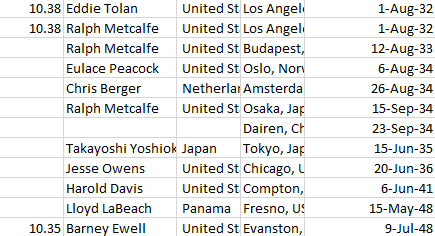 10.38 Eddie Tolan United St Los Angele 1-Aug-32
10.38 Ralph Metcalfe United St Los Angele 1-Aug-32
Ralph Metcalfe United St Budapest, 12-Aug-33
Eulace Peacock United St Oslo, Norv 6-Aug-34
Chris Berger Netherlan Amsterda 26-Aug-34
Ralph Metcalfe United St Osaka, Jap 15-Sep-34
Dairen, Ch 23-Sep-34
Takayoshi Yoshiok Japan Tokyo, Jap 15-Jun-35
Jesse Owens United St Chicago, U 20-Jun-36
Harold Davis United St Compton, 6-Jun-41
Lloyd LaBeach Panama Fresno, US 15-May-48
10.35 Barney Ewell United St Evanston, 9-Jul-48